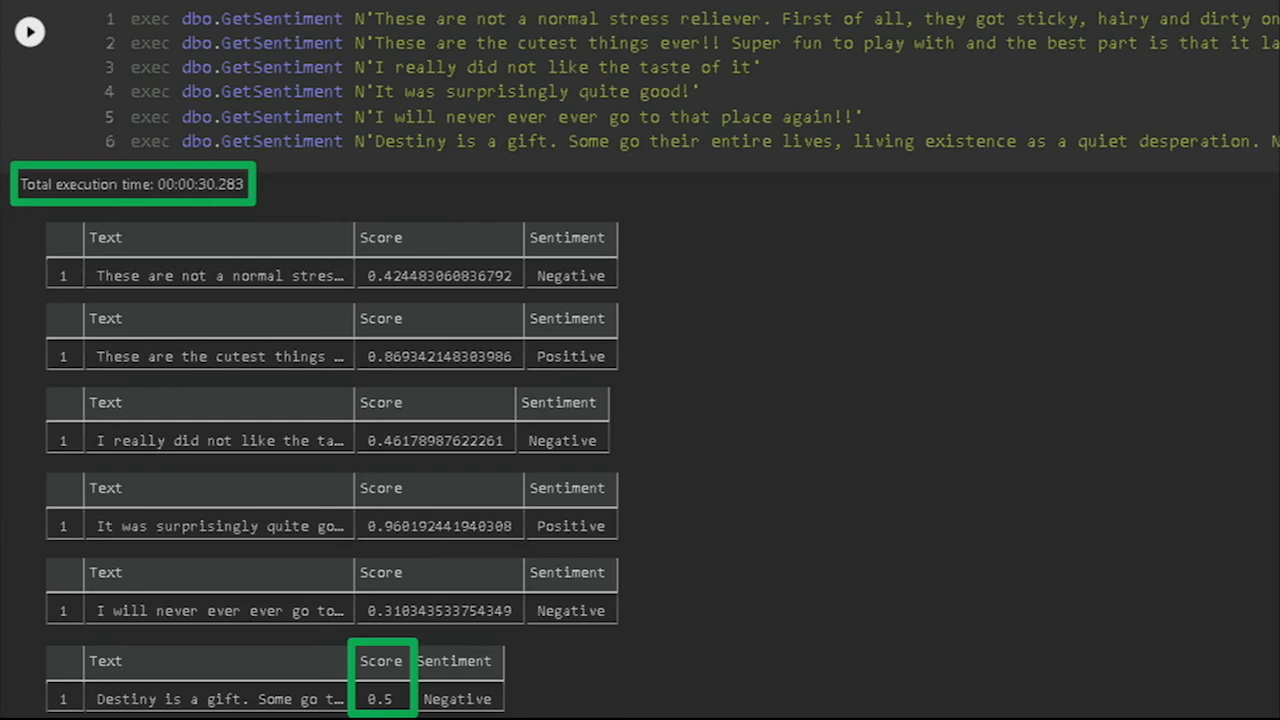 1 exec dbo.GetSentiment N'These are not a normal stress reliever. First of all, they got sticky, hairy and dirty on
2 exec dbo.GetSentiment N'These are the cutest things ever!! Super fun to play with and the best part is that it la
3 exec dbo.GetSentiment N'I really did not like the taste of it'
4 exec dbo.GetSentiment N'It was surprisingly quite good!'
5 exec dbo.GetSentiment N'I will never ever ever go to that place again!!'
6 exec dbo.GetSentiment N'Destiny is a gift. Some go their entire lives, living existence as a quiet desperation. N
Total execution time: 00:00:30.283
Text Score Sentiment
1 These are not a normal stres… 0.424483060836792 Negative
Text Score Sentiment
1 These are the cutest things … 0.869342148303986 Positive
Text Score Sentiment
1 I really did not like the ta… 0.46178987622261 Negative
Text Score Sentiment
1 It was surprisingly quite go… 0.960192441940308 Positive
Text Score Sentiment
1 I will never ever ever go to… 0.310343533754349 Negative
Text Score Sentiment
1 Destiny is a gift. Some go t… 0.5 Negative